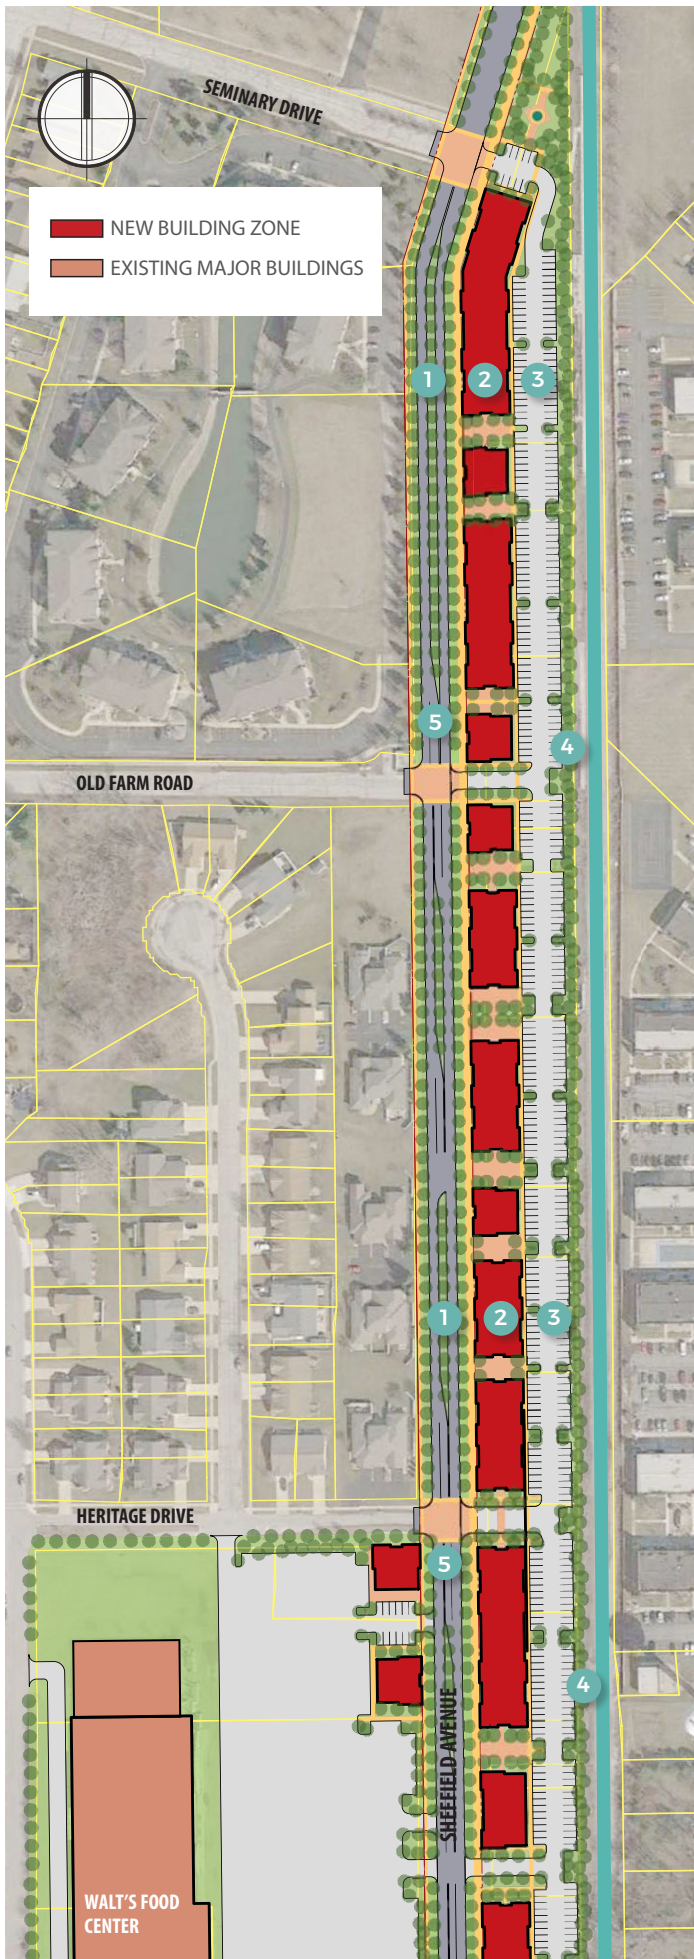 SEMINARY DRIVE
NEW BUILDING ZONE
EXISTING MAJOR BUILDINGS
1
2
3
5
4
OLD FARM ROAD
1
2
3
HERITAGE DRIVE
5
4
SHEFFIELD AVENUE
WALT'S FOOD
CENTER